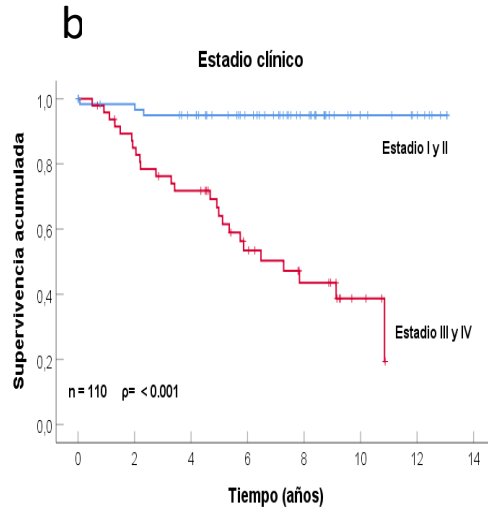 b
Estadio clínico
Supervivencia acumulada
1,0
0,8
0,6
0,4
0,2
0,0
Estadio I y II
Estadio III y IV
n = 110 ρ= < 0.001
0 2 4 6 8 10 12 14
Tiempo (años)